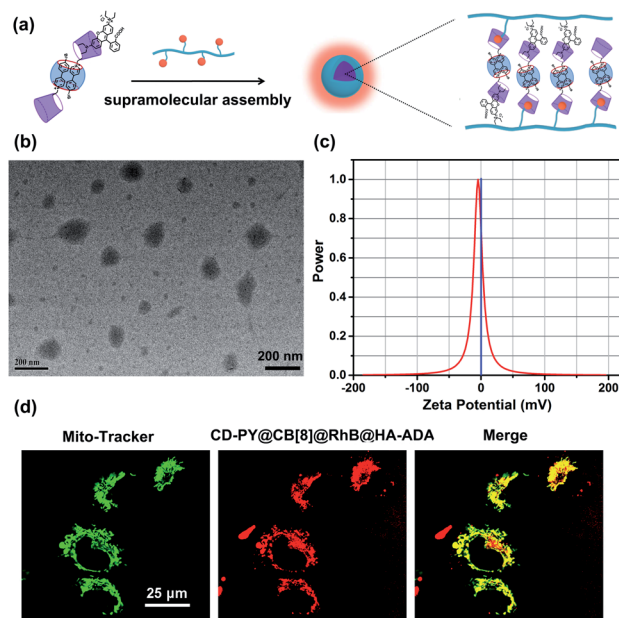 (a)
supramolecular assembly
(b)
200 nm
200 nm
(c)
Power
1.0
0.8
0.6
0.4
0.2
0.0
-200
-100
0
100
200
Zeta Potential (mV)
(d)
Mito-Tracker
CD-PY@CB[8]@RhB@HA-ADA
Merge
25 μm